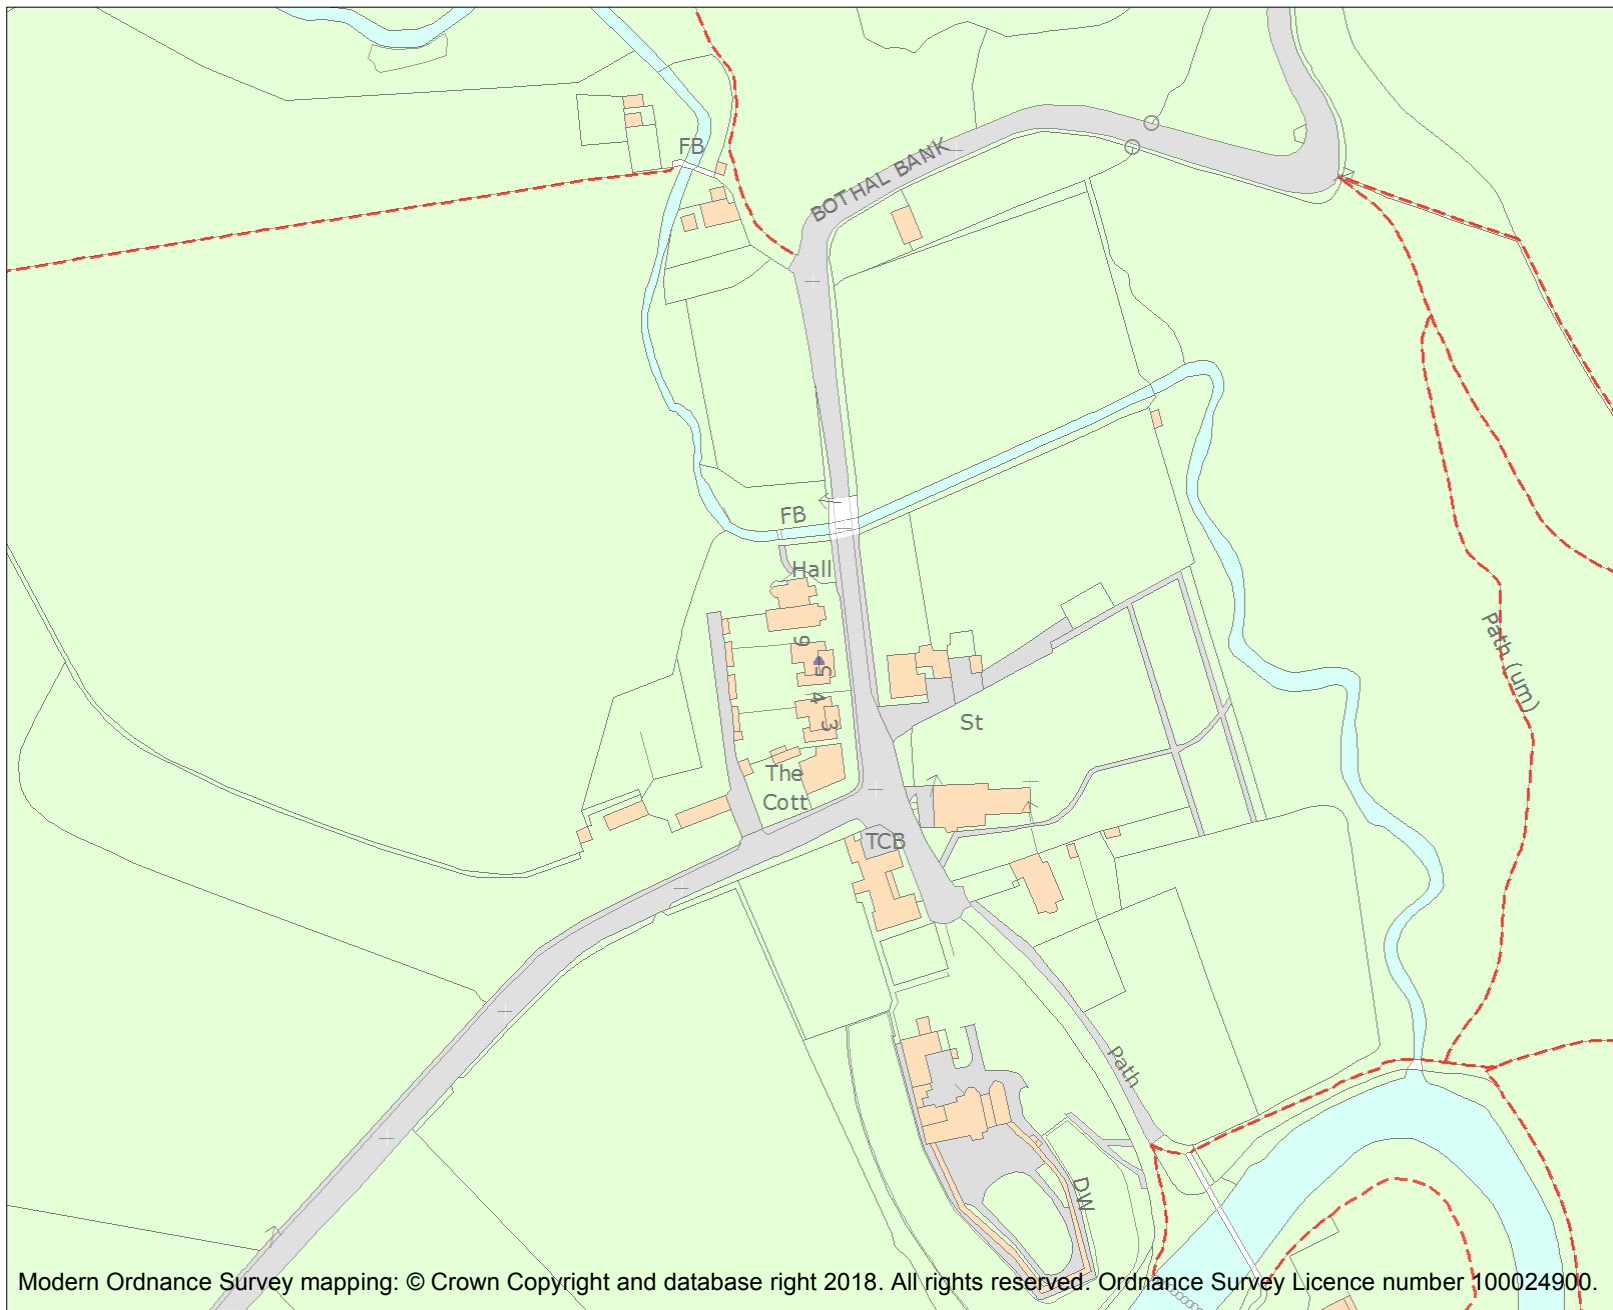 FB
BOTHAL BANK
FB
Hall
6
5
4
3
St
The
Cott
TCB
Path (um)
Path
DW
Modern Ordnance Survey mapping: © Crown Copyright and database right 2018. All rights reserved. Ordnance Survey Licence number 100024900.